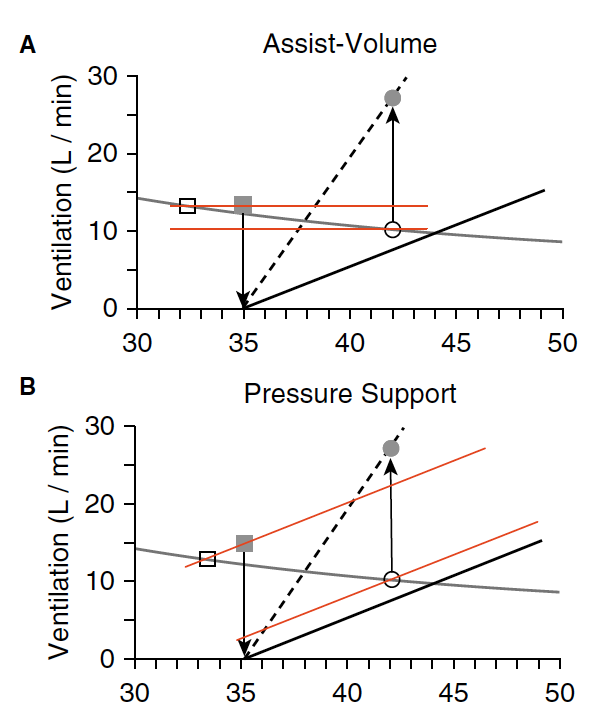 A
Assist-Volume
Ventilation (L / min)
30
20
10
0
30 35 40 45 50
B
Pressure Support
Ventilation (L / min)
30
20
10
0
30 35 40 45 50